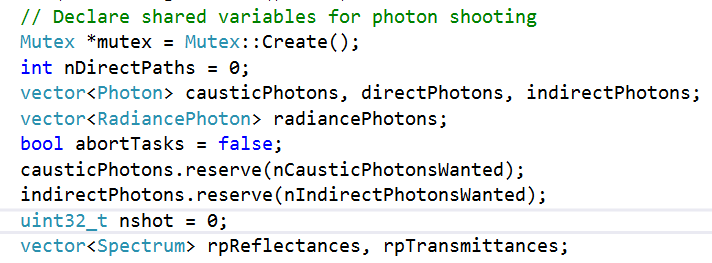 // Declare shared variables for photon shooting
Mutex *mutex = Mutex::Create();
int nDirectPaths = 0;
vector<Photon> causticPhotons, directPhotons, indirectPhotons;
vector<RadiancePhoton> radiancePhotons;
bool abortTasks = false;
causticPhotons.reserve(nCausticPhotonsWanted);
indirectPhotons.reserve(nIndirectPhotonsWanted);
uint32_t nshot = 0;
vector<Spectrum> rpReflectances, rpTransmittances;